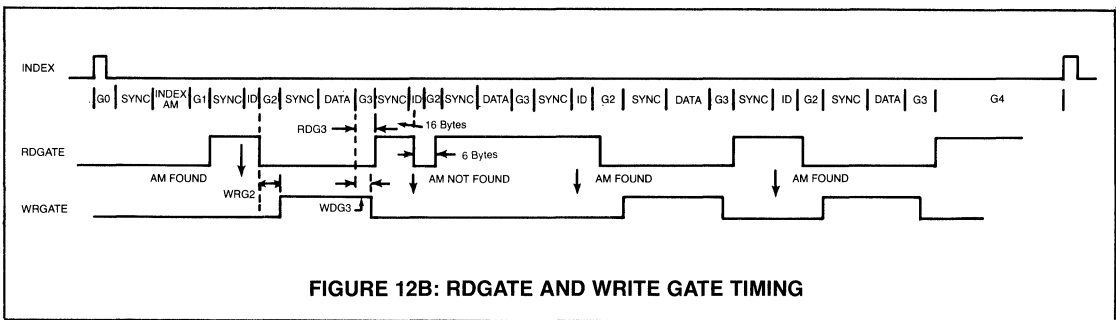 INDEX
G0 SYNC INDEX AM G1 SYNC ID G2 SYNC DATA G3 SYNC ID G2 SYNC DATA G3 SYNC ID G2 SYNC DATA G3 SYNC ID G2 SYNC DATA G3 G4
RDG3 16 Bytes
RDGATE
6 Bytes
AM FOUND AM NOT FOUND AM FOUND AM FOUND
WRG2
WRGATE
WDG3
FIGURE 12B: RDGATE AND WRITE GATE TIMING